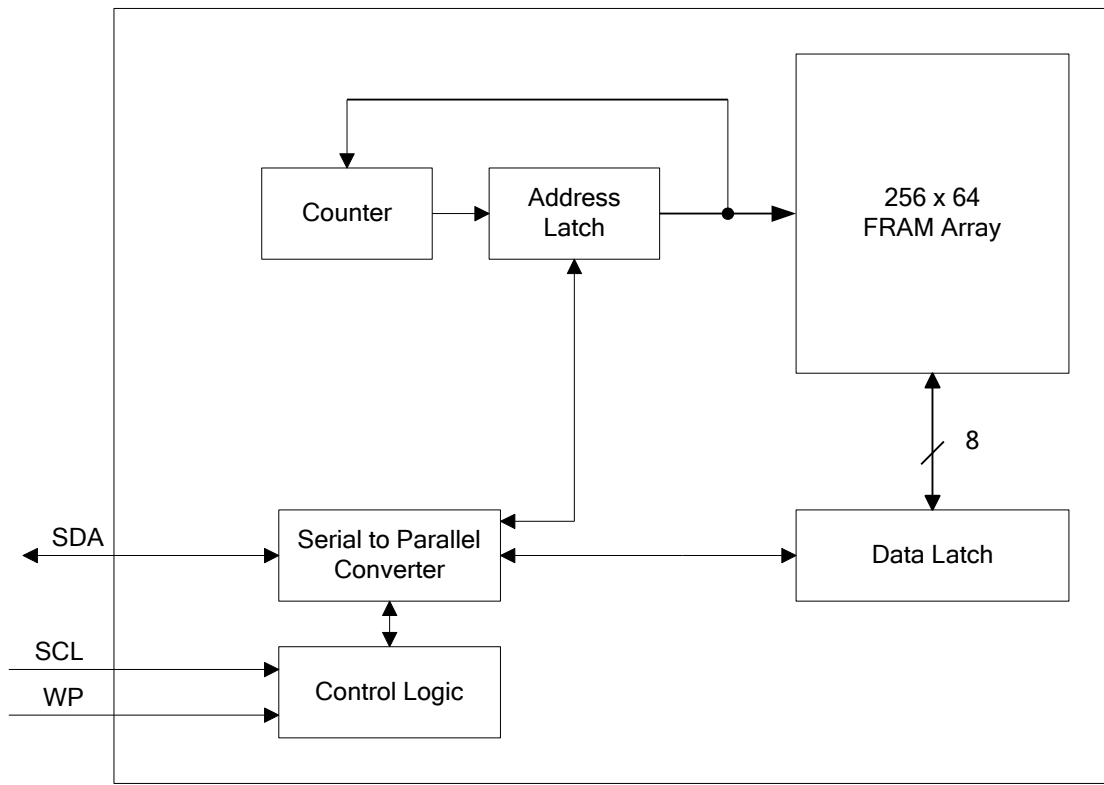 Counter
Address
Latch
256 x 64
FRAM Array
8
SDA
Serial to Parallel
Converter
Data Latch
SCL
WP
Control Logic